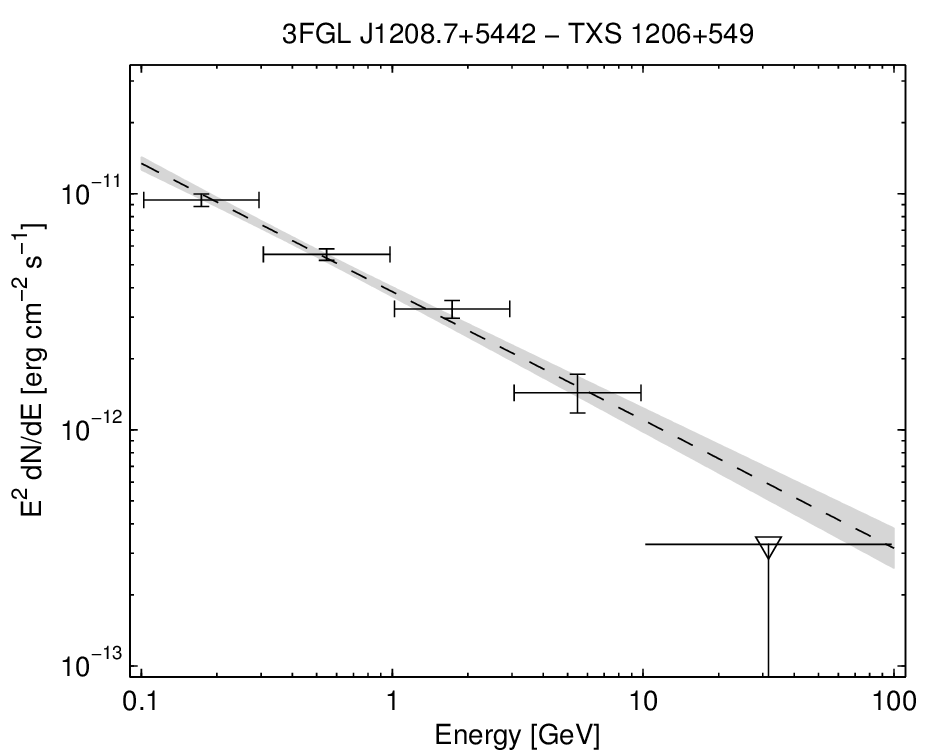 3FGL J1208.7+5442 − TXS 1206+549
E² dN/dE [erg cm⁻² s⁻¹]
10⁻¹¹
10⁻¹²
10⁻¹³
0.1 1 10 100
Energy [GeV]